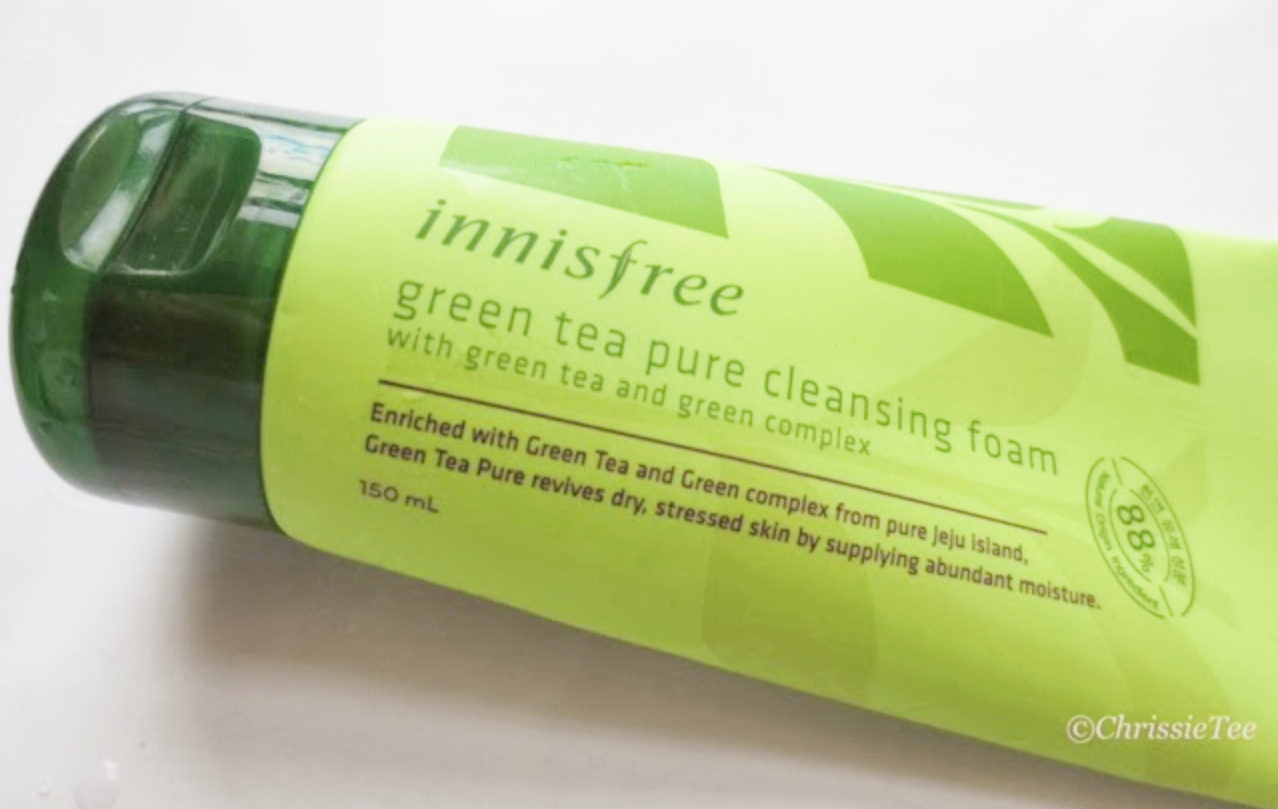 innisfree
green tea pure cleansing foam
with green tea and green complex
Enriched with Green Tea and Green complex from pure Jeju island,
Green Tea Pure revives dry, stressed skin by supplying abundant moisture.
150 mL
88%
©ChrissieTee